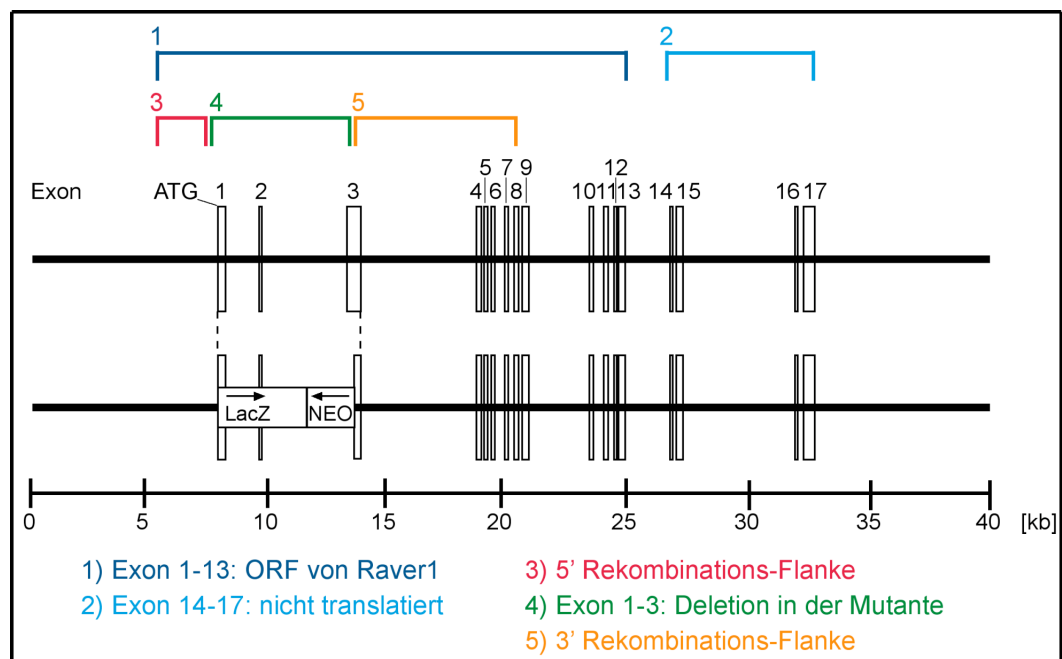 1 2
3 4 5
12
5 7 9
Exon ATG 1 2 3 4 6 8 10 11 13 14 15 16 17
LacZ NEO
0 5 10 15 20 25 30 35 40 [kb]
1) Exon 1-13: ORF von Raver1
2) Exon 14-17: nicht translatiert
3) 5' Rekombinations-Flanke
4) Exon 1-3: Deletion in der Mutante
5) 3' Rekombinations-Flanke